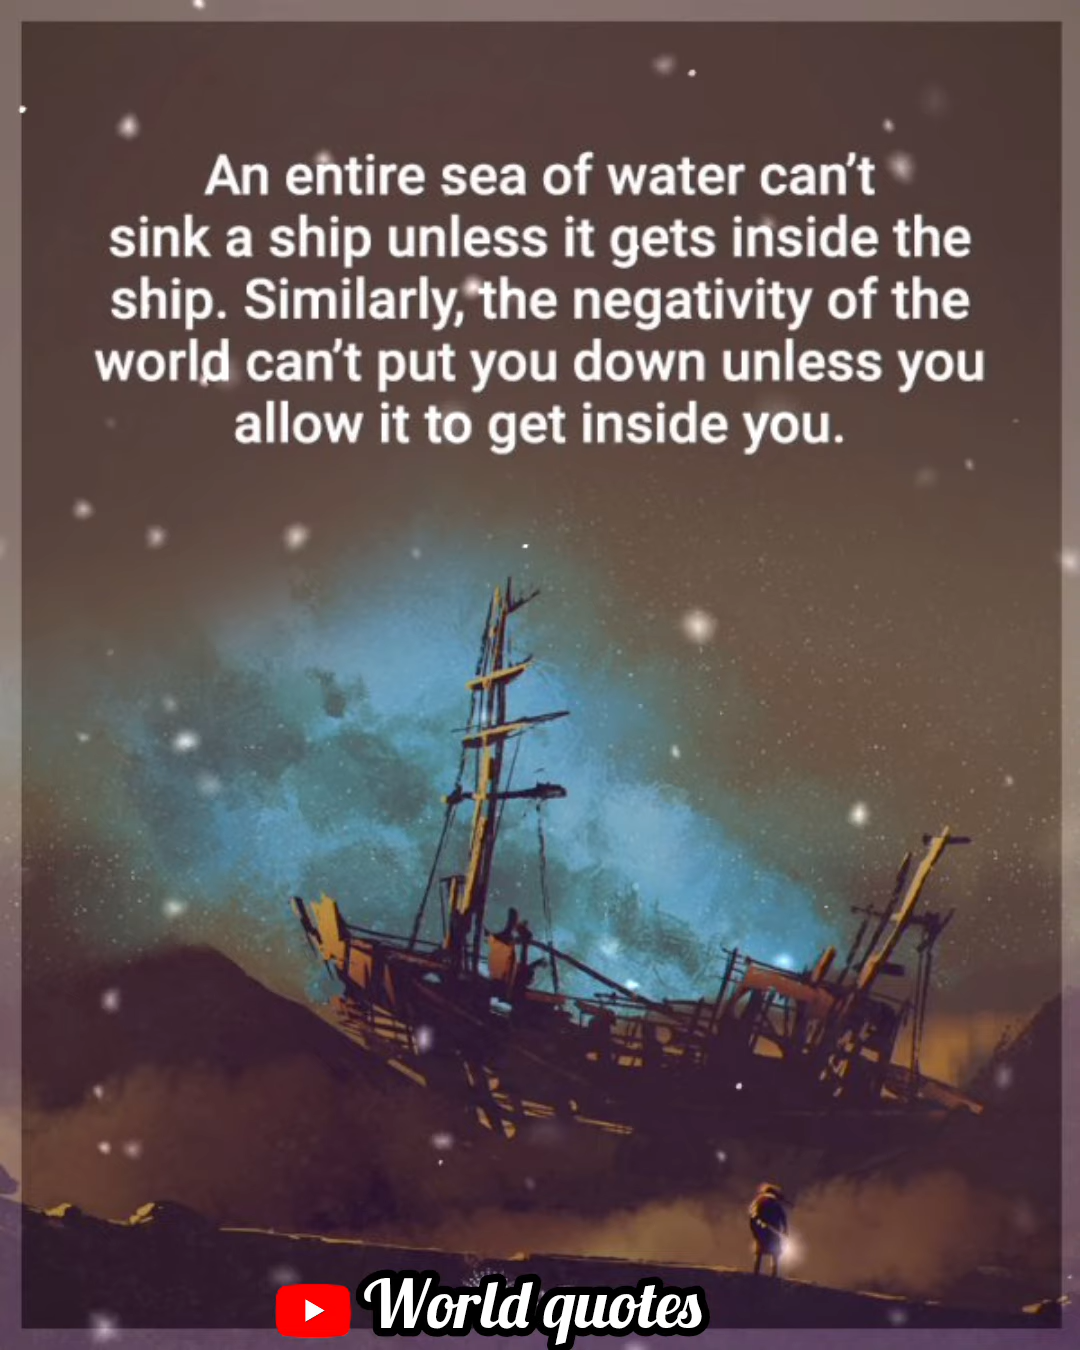 An entire sea of water can’t
sink a ship unless it gets inside the
ship. Similarly, the negativity of the
world can’t put you down unless you
allow it to get inside you.
World quotes